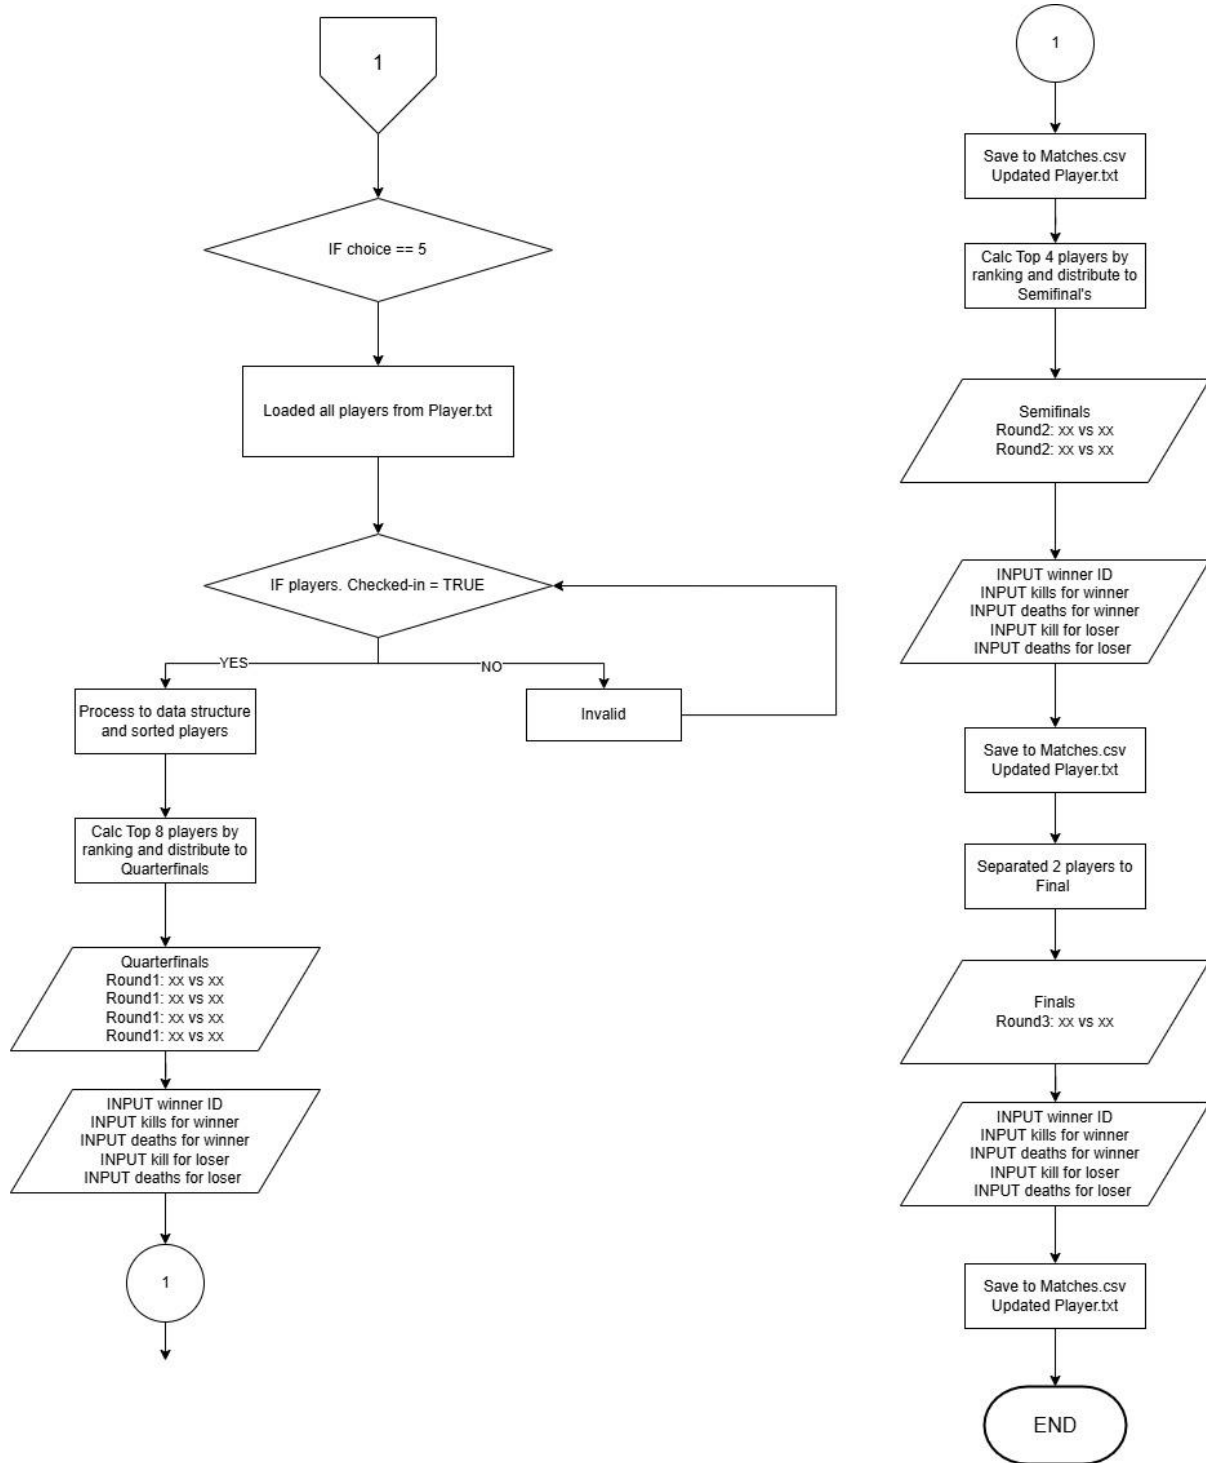 1
IF choice == 5
Loaded all players from Player.txt
IF players. Checked-in = TRUE
YES
NO
Process to data structure
and sorted players
Invalid
Calc Top 8 players by
ranking and distribute to
Quarterfinals
Quarterfinals
Round1: xx vs xx
Round1: xx vs xx
Round1: xx vs xx
Round1: xx vs xx
INPUT winner ID
INPUT kills for winner
INPUT deaths for winner
INPUT kill for loser
INPUT deaths for loser
1
1
Save to Matches.csv
Updated Player.txt
Calc Top 4 players by
ranking and distribute to
Semifinal's
Semifinals
Round2: xx vs xx
Round2: xx vs xx
INPUT winner ID
INPUT kills for winner
INPUT deaths for winner
INPUT kill for loser
INPUT deaths for loser
Save to Matches.csv
Updated Player.txt
Separated 2 players to
Final
Finals
Round3: xx vs xx
INPUT winner ID
INPUT kills for winner
INPUT deaths for winner
INPUT kill for loser
INPUT deaths for loser
Save to Matches.csv
Updated Player.txt
END